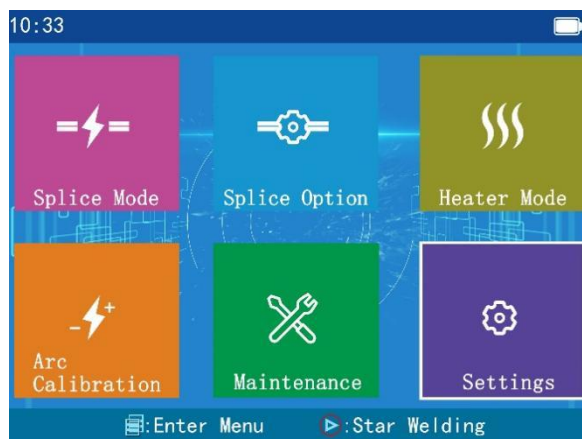 10:33
Splice Mode
Splice Option
Heater Mode
Arc
Calibration
Maintenance
Settings
:Enter Menu :Star Welding